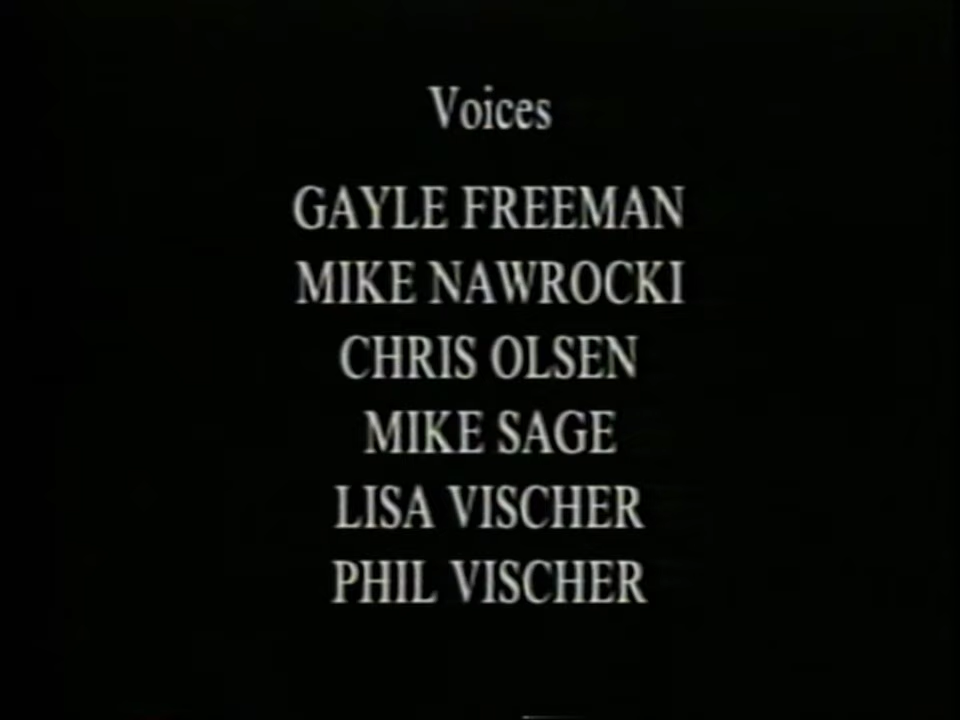 Voices
GAYLE FREEMAN
MIKE NAWROCKI
CHRIS OLSEN
MIKE SAGE
LISA VISCHER
PHIL VISCHER